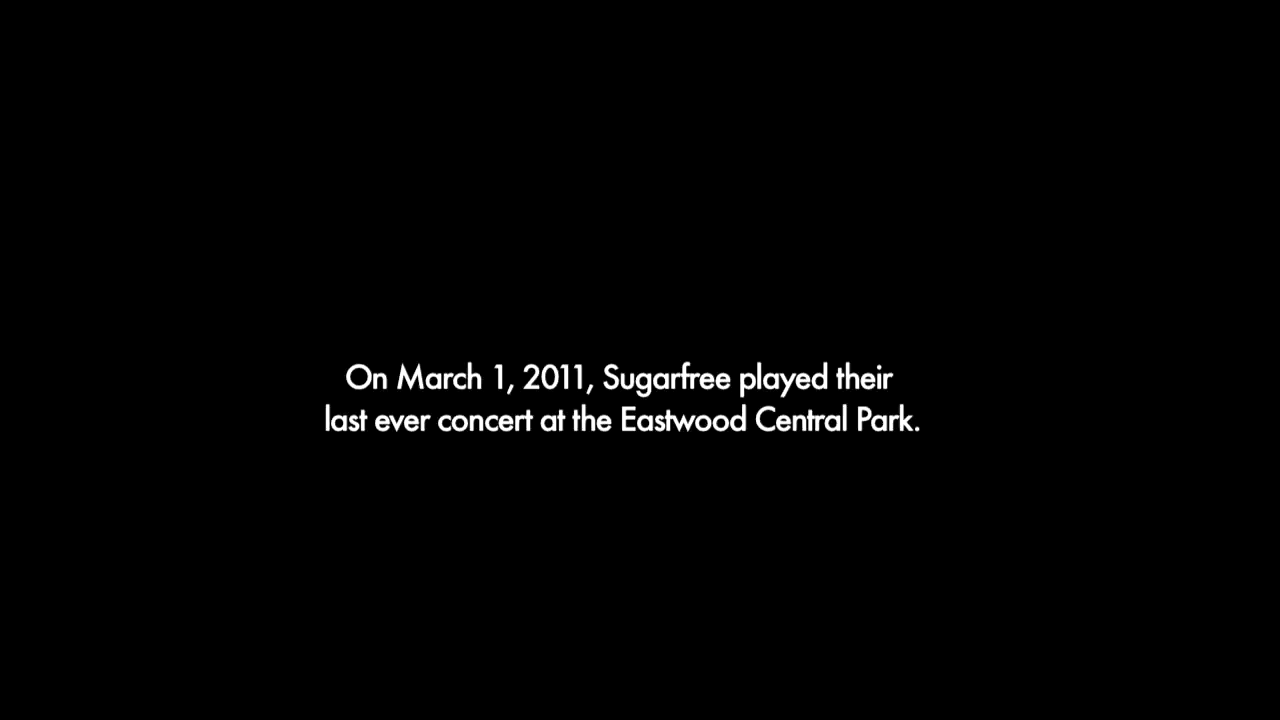 On March 1, 2011, Sugarfree played their
last ever concert at the Eastwood Central Park.